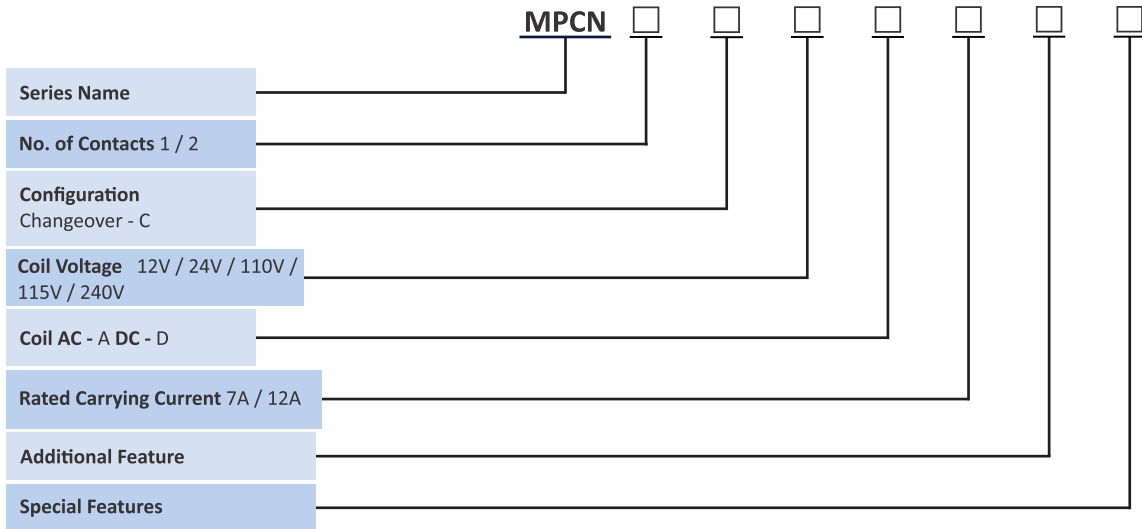 MPCN
Series Name
No. of Contacts 1 / 2
Configuration
Changeover - C
Coil Voltage 12V / 24V / 110V /
115V / 240V
Coil AC - A DC - D
Rated Carrying Current 7A / 12A
Additional Feature
Special Features